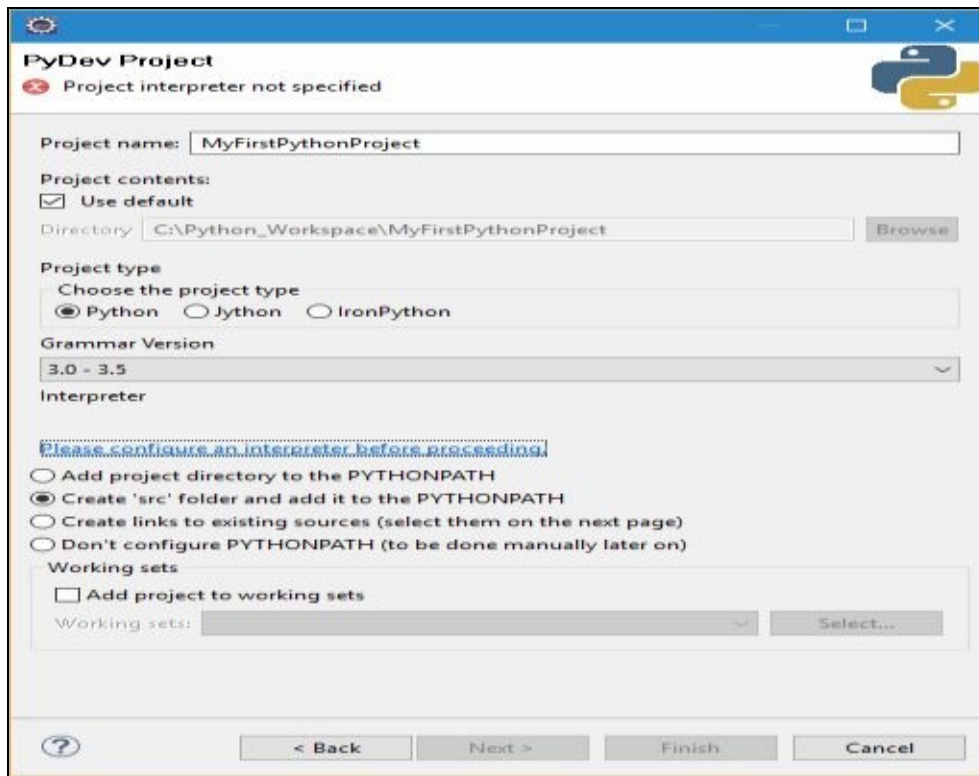 PyDev Project
Project interpreter not specified
Project name: MyFirstPythonProject
Project contents:
Use default
Directory C:\Python_Workspace\MyFirstPythonProject Browse
Project type
Choose the project type
Python Jython IronPython
Grammar Version
3.0 - 3.5
Interpreter
Please configure an interpreter before proceeding.
Add project directory to the PYTHONPATH
Create 'src' folder and add it to the PYTHONPATH
Create links to existing sources (select them on the next page)
Don't configure PYTHONPATH (to be done manually later on)
Working sets
Add project to working sets
Working sets: Select...
? < Back Next > Finish Cancel